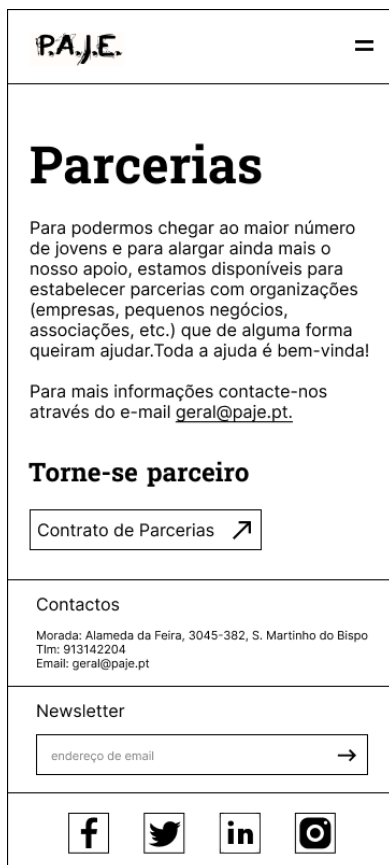 P.A.J.E.
Parcerias
Para podermos chegar ao maior número
de jovens e para alargar ainda mais o
nosso apoio, estamos disponíveis para
estabelecer parcerias com organizações
(empresas, pequenos negócios,
associações, etc.) que de alguma forma
queiram ajudar.Toda a ajuda é bem-vinda!
Para mais informações contacte-nos
através do e-mail geral@paje.pt.
Torne-se parceiro
Contrato de Parcerias
Contactos
Morada: Alameda da Feira, 3045-382, S. Martinho do Bispo
Tlm: 913142204
Email: geral@paje.pt
Newsletter
endereço de email
f
in